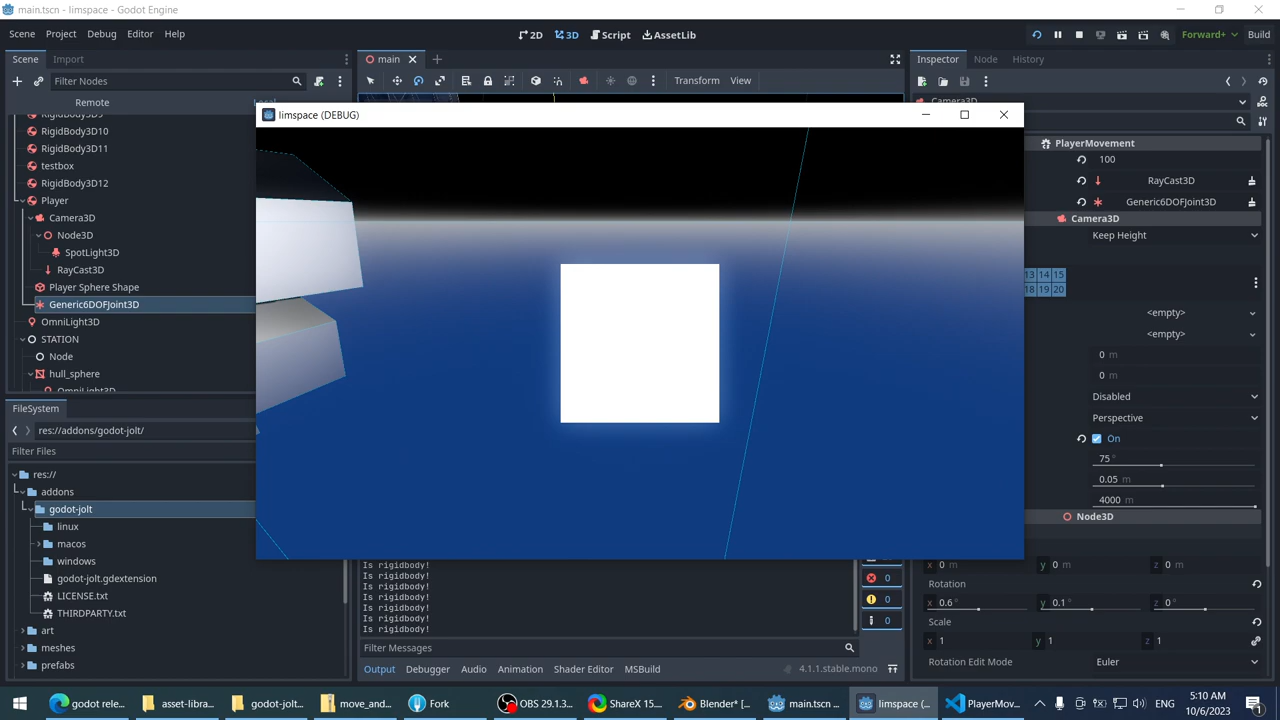 main.tscn - limspace - Godot Engine
Scene Project Debug Editor Help
2D 3D Script AssetLib
Forward+ Build
Scene Import
main
Inspector Node History
Filter Nodes
Transform View
Remote Local
Camera3D
RigidBody3D9
RigidBody3D10
RigidBody3D11
testbox
RigidBody3D12
Player
Camera3D
Node3D
SpotLight3D
RayCast3D
Player Sphere Shape
Generic6DOFJoint3D
OmniLight3D
STATION
Node
hull_sphere
OmniLight3D
limspace (DEBUG)
PlayerMovement
100
RayCast3D
Generic6DOFJoint3D
Camera3D
Keep Height
13 14 15
18 19 20
<empty>
<empty>
0 m
0 m
Disabled
Perspective
On
75 °
0.05 m
4000 m
Node3D
x 0 m y 0 m z 0 m
Rotation
x 0.6 ° y 0.1 ° z 0 °
Scale
x 1 y 1 z 1
Rotation Edit Mode Euler
FileSystem
res://addons/godot-jolt/
Filter Files
res://
addons
godot-jolt
linux
macos
windows
godot-jolt.gdextension
LICENSE.txt
THIRDPARTY.txt
art
meshes
prefabs
Is rigidbody!
Is rigidbody!
Is rigidbody!
Is rigidbody!
Is rigidbody!
Is rigidbody!
Is rigidbody!
0
0
0
Filter Messages
Output Debugger Audio Animation Shader Editor MSBuild
4.1.1.stable.mono
godot rele... asset-libra... godot-jolt... move_and... Fork OBS 29.1.3... ShareX 15.... Blender* [... main.tscn ... limspace (... PlayerMov...
ENG
5:10 AM
10/6/2023
1